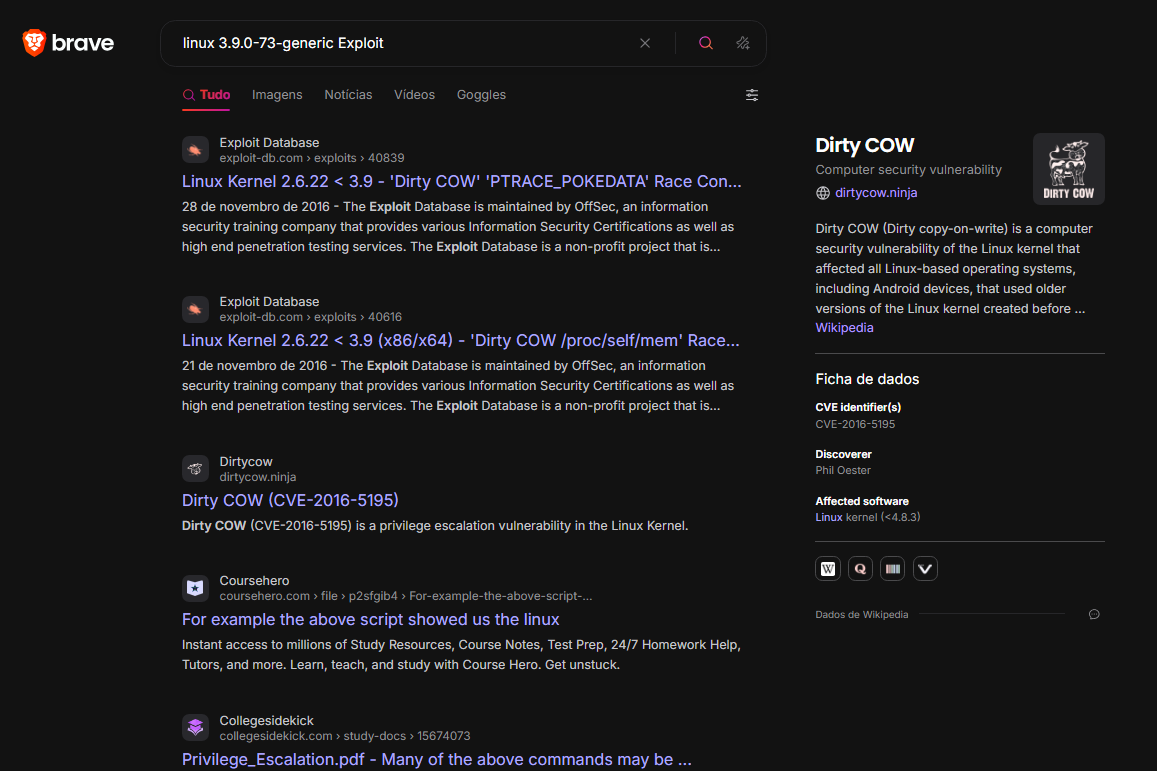 brave
linux 3.9.0-73-generic Exploit
Tudo Imagens Notícias Vídeos Goggles
Exploit Database
exploit-db.com › exploits › 40839
Linux Kernel 2.6.22 < 3.9 - 'Dirty COW' 'PTRACE_POKEDATA' Race Con...
28 de novembro de 2016 - The Exploit Database is maintained by OffSec, an information
security training company that provides various Information Security Certifications as well as
high end penetration testing services. The Exploit Database is a non-profit project that is...
Exploit Database
exploit-db.com › exploits › 40616
Linux Kernel 2.6.22 < 3.9 (x86/x64) - 'Dirty COW /proc/self/mem' Race...
21 de novembro de 2016 - The Exploit Database is maintained by OffSec, an information
security training company that provides various Information Security Certifications as well as
high end penetration testing services. The Exploit Database is a non-profit project that is...
Dirtycow
dirtycow.ninja
Dirty COW (CVE-2016-5195)
Dirty COW (CVE-2016-5195) is a privilege escalation vulnerability in the Linux Kernel.
Coursehero
coursehero.com › file › p2sfgib4 › For-example-the-above-script-...
For example the above script showed us the linux
Instant access to millions of Study Resources, Course Notes, Test Prep, 24/7 Homework Help,
Tutors, and more. Learn, teach, and study with Course Hero. Get unstuck.
Collegesidekick
collegesidekick.com › study-docs › 15674073
Privilege_Escalation.pdf - Many of the above commands may be ...
Dirty COW
Computer security vulnerability
dirtycow.ninja
DIRTY COW
Dirty COW (Dirty copy-on-write) is a computer
security vulnerability of the Linux kernel that
affected all Linux-based operating systems,
including Android devices, that used older
versions of the Linux kernel created before ...
Wikipedia
Ficha de dados
CVE identifier(s)
CVE-2016-5195
Discoverer
Phil Oester
Affected software
Linux kernel (<4.8.3)
W Q
Dados de Wikipedia